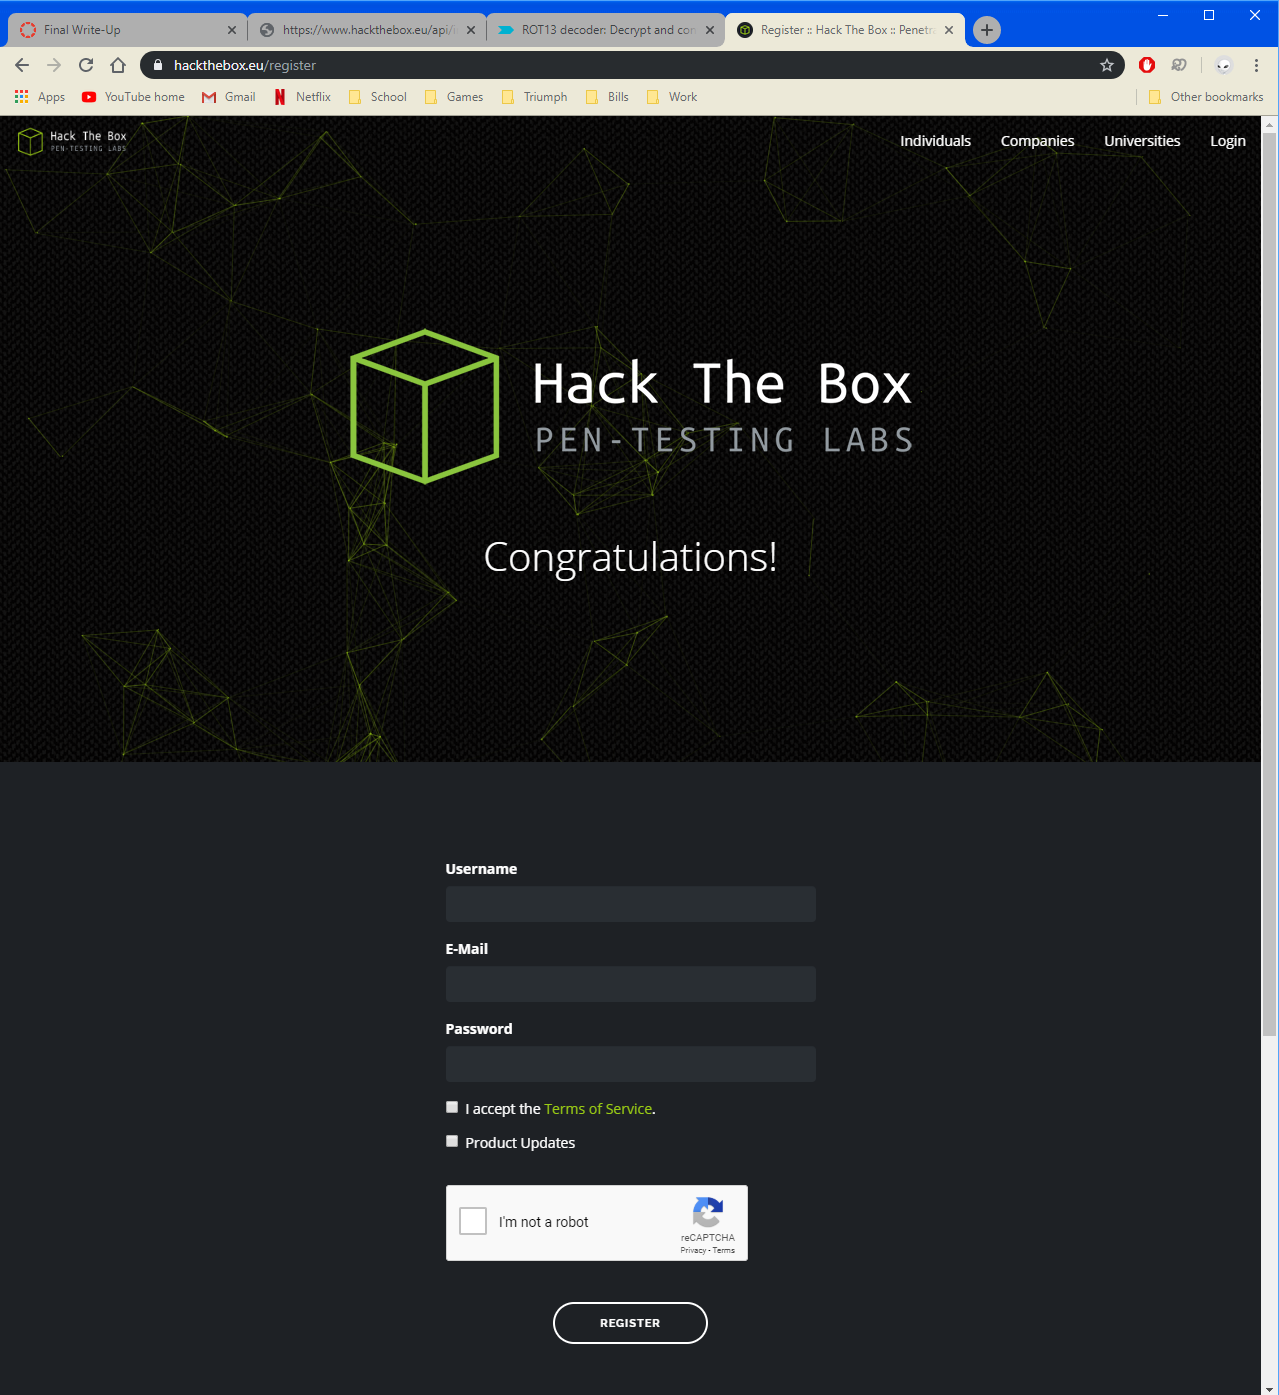 Final Write-Up
https://www.hackthebox.eu/api/i
ROT13 decoder: Decrypt and con
Register :: Hack The Box :: Penetra
hackthebox.eu/register
Apps YouTube home Gmail Netflix School Games Triumph Bills Work Other bookmarks
Hack The Box
PEN-TESTING LABS
Individuals Companies Universities Login
Hack The Box
PEN-TESTING LABS
Congratulations!
Username
E-Mail
Password
I accept the Terms of Service.
Product Updates
I'm not a robot
reCAPTCHA
Privacy - Terms
REGISTER